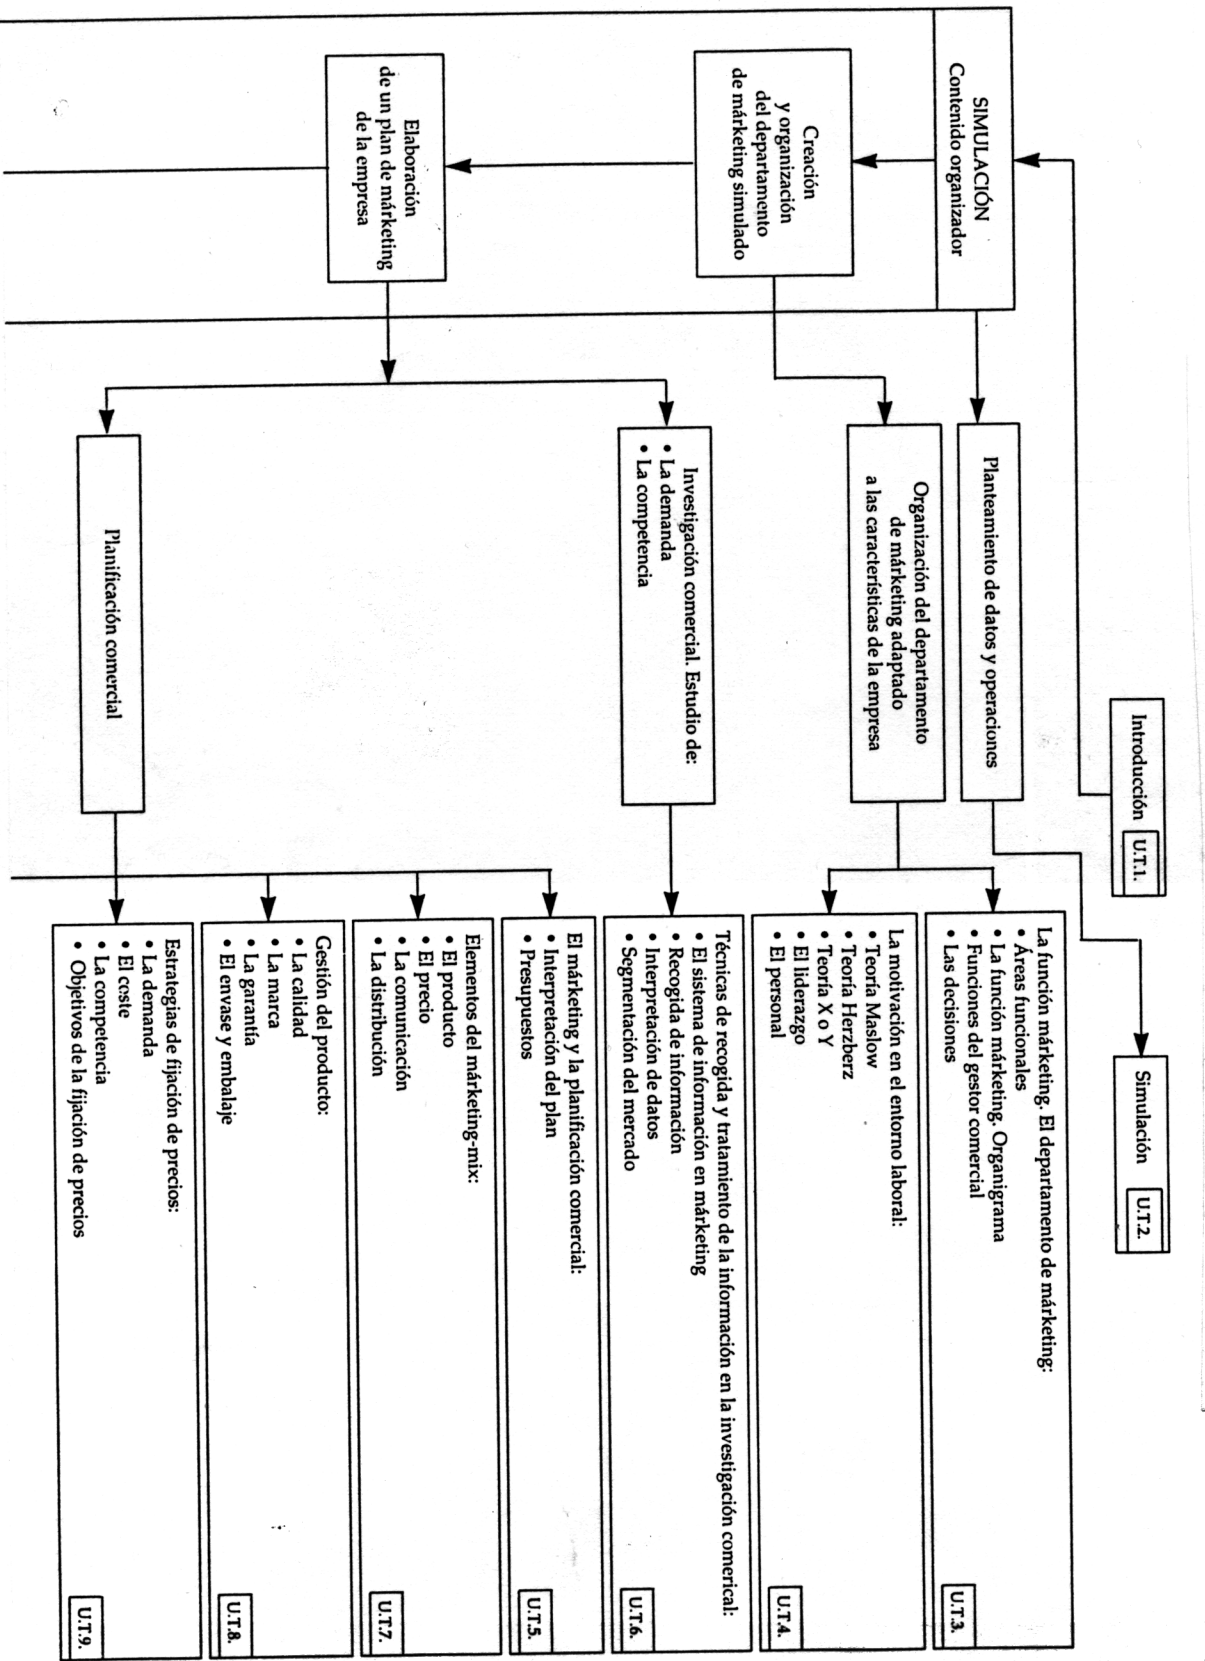 Introducción
U.T.1.
Simulación
U.T.2.
SIMULACIÓN
Contenido organizador
Planteamiento de datos y operaciones
Creación
y organización
del departamento
de márketing simulado
Organización del departamento
de márketing adaptado
a las características de la empresa
La función márketing. El departamento de márketing:
• Áreas funcionales
• La función márketing. Organigrama
• Funciones del gestor comercial
• Las decisiones
U.T.3.
La motivación en el entorno laboral:
• Teoría Maslow
• Teoría Herzberz
• Teoría X o Y
• El liderazgo
• El personal
U.T.4.
Elaboración
de un plan de márketing
de la empresa
Investigación comercial. Estudio de:
• La demanda
• La competencia
Técnicas de recogida y tratamiento de la información en la investigación comerical:
• El sistema de información en márketing
• Recogida de información
• Interpretación de datos
• Segmentación del mercado
U.T.6.
El márketing y la planificación comercial:
• Interpretación del plan
• Presupuestos
U.T.5.
Elementos del márketing-mix:
• El producto
• El precio
• La comunicación
• La distribución
U.T.7.
Gestión del producto:
• La calidad
• La marca
• La garantía
• El envase y embalaje
U.T.8.
Planificación comercial
Estrategias de fijación de precios:
• La demanda
• El coste
• La competencia
• Objetivos de la fijación de precios
U.T.9.